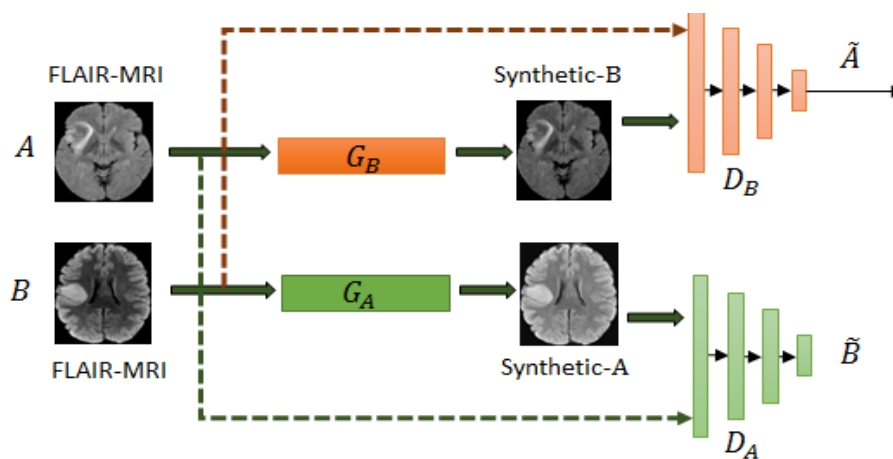 FLAIR-MRI
Synthetic-B
Ã
A
G_B
D_B
B
G_A
B̃
FLAIR-MRI
Synthetic-A
D_A